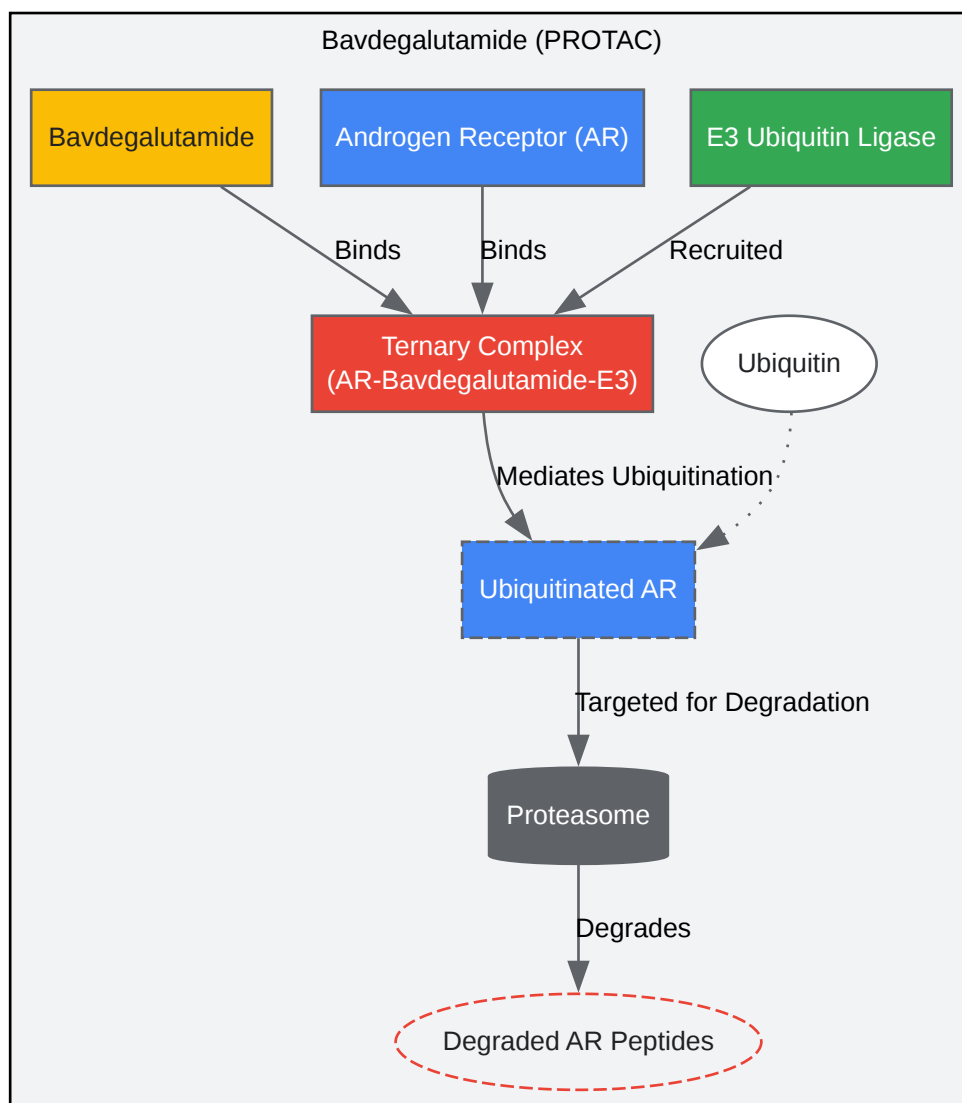 Bavdegalutamide (PROTAC)
Bavdegalutamide
Androgen Receptor (AR)
E3 Ubiquitin Ligase
Binds
Binds
Recruited
Ternary Complex
(AR-Bavdegalutamide-E3)
Ubiquitin
Mediates Ubiquitination
Ubiquitinated AR
Targeted for Degradation
Proteasome
Degrades
Degraded AR Peptides